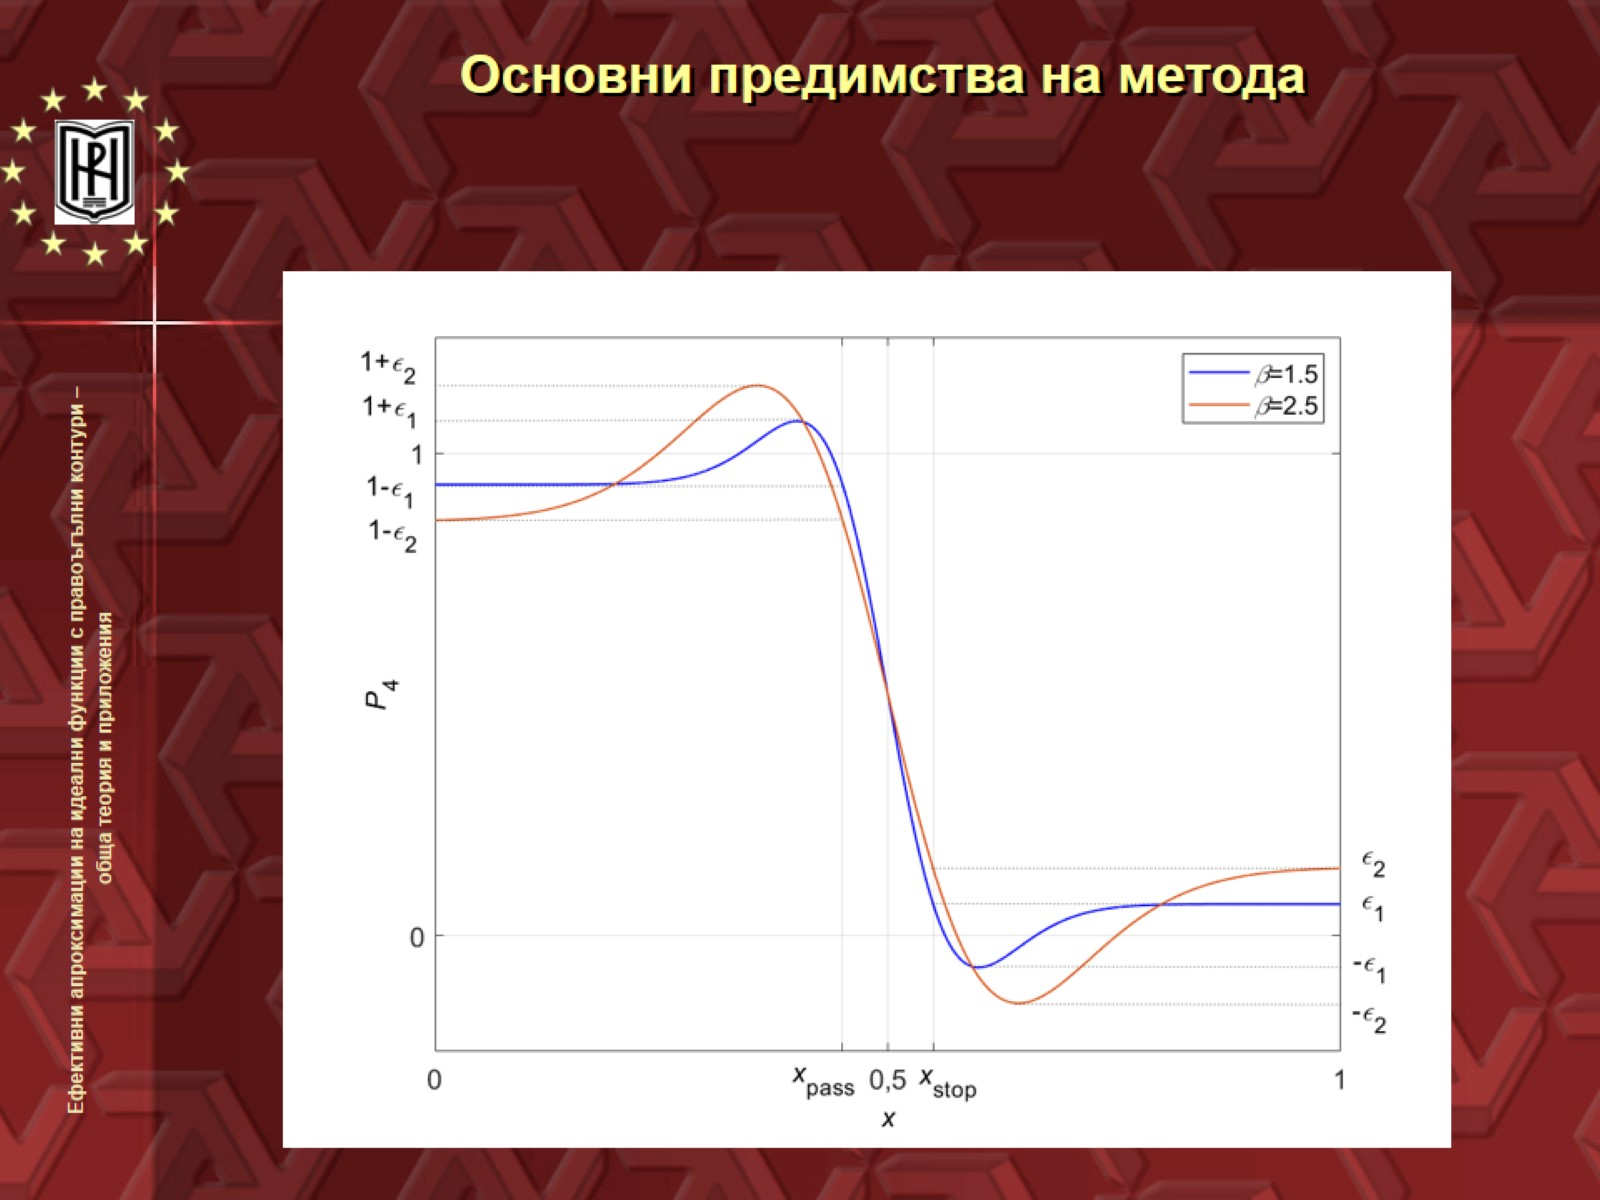 Основни предимства на метода
Ефективни апроксимации на идеални функции с правоъгълни контури –
обща теория и приложения
1+ϵ2
1+ϵ1
1
1-ϵ1
1-ϵ2
P4
0
β=1.5
β=2.5
ϵ2
ϵ1
-ϵ1
-ϵ2
0 xpass 0,5 xstop 1
x